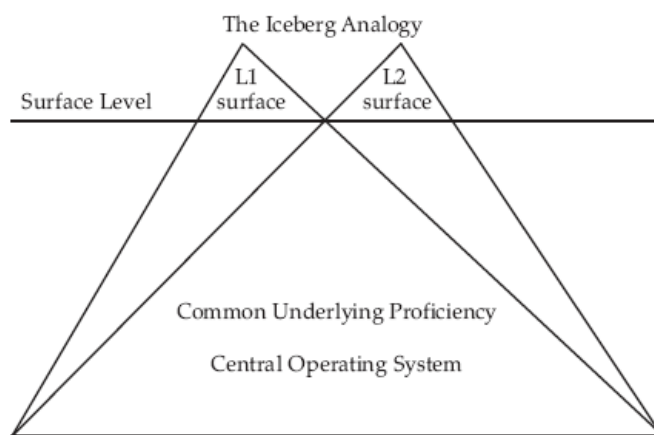 The Iceberg Analogy
L1
surface
L2
surface
Surface Level
Common Underlying Proficiency
Central Operating System